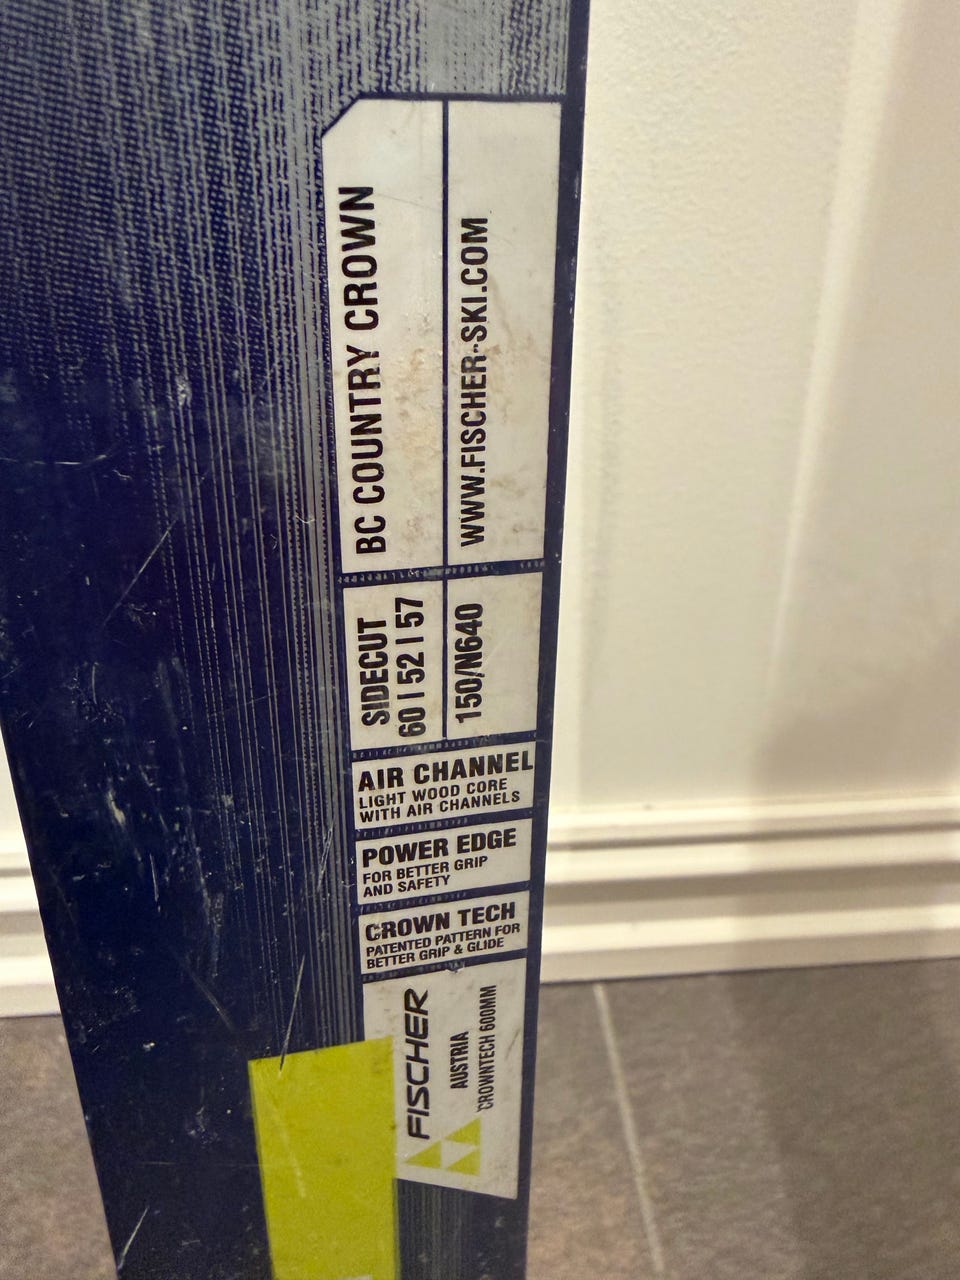 BC COUNTRY CROWN
WWW.FISCHER-SKI.COM
SIDECUT
60 I 52 I 57
150/N640
AIR CHANNEL
LIGHT WOOD CORE
WITH AIR CHANNELS
POWER EDGE
FOR BETTER GRIP
AND SAFETY
CROWN TECH
PATENTED PATTERN FOR
BETTER GRIP & GLIDE
FISCHER
AUSTRIA
CROWNTECH 600MM